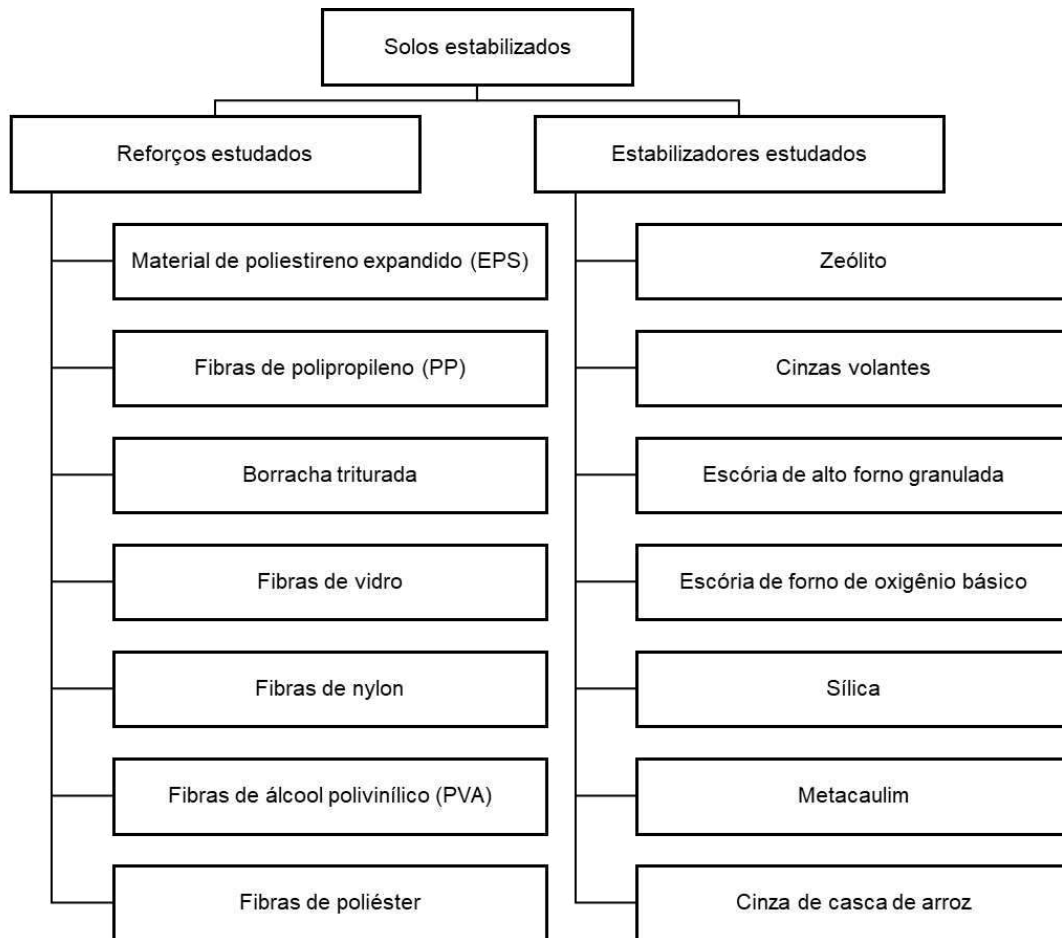 Solos estabilizados
Reforços estudados
Estabilizadores estudados
Material de poliestireno expandido (EPS)
Zeólito
Fibras de polipropileno (PP)
Cinzas volantes
Borracha triturada
Escória de alto forno granulada
Fibras de vidro
Escória de forno de oxigênio básico
Fibras de nylon
Sílica
Fibras de álcool polivinílico (PVA)
Metacaulim
Fibras de poliéster
Cinza de casca de arroz